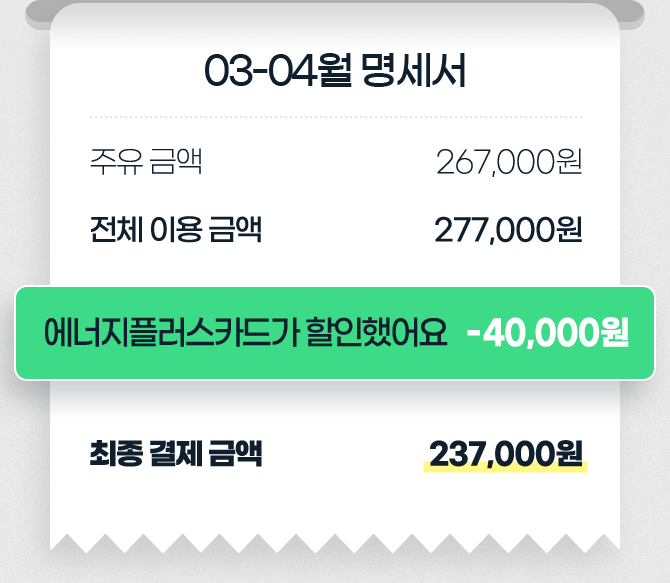 03-04월 명세서
주유 금액 267,000원
전체 이용 금액 277,000원
에너지플러스카드가 할인했어요 -40,000원
최종 결제 금액 237,000원